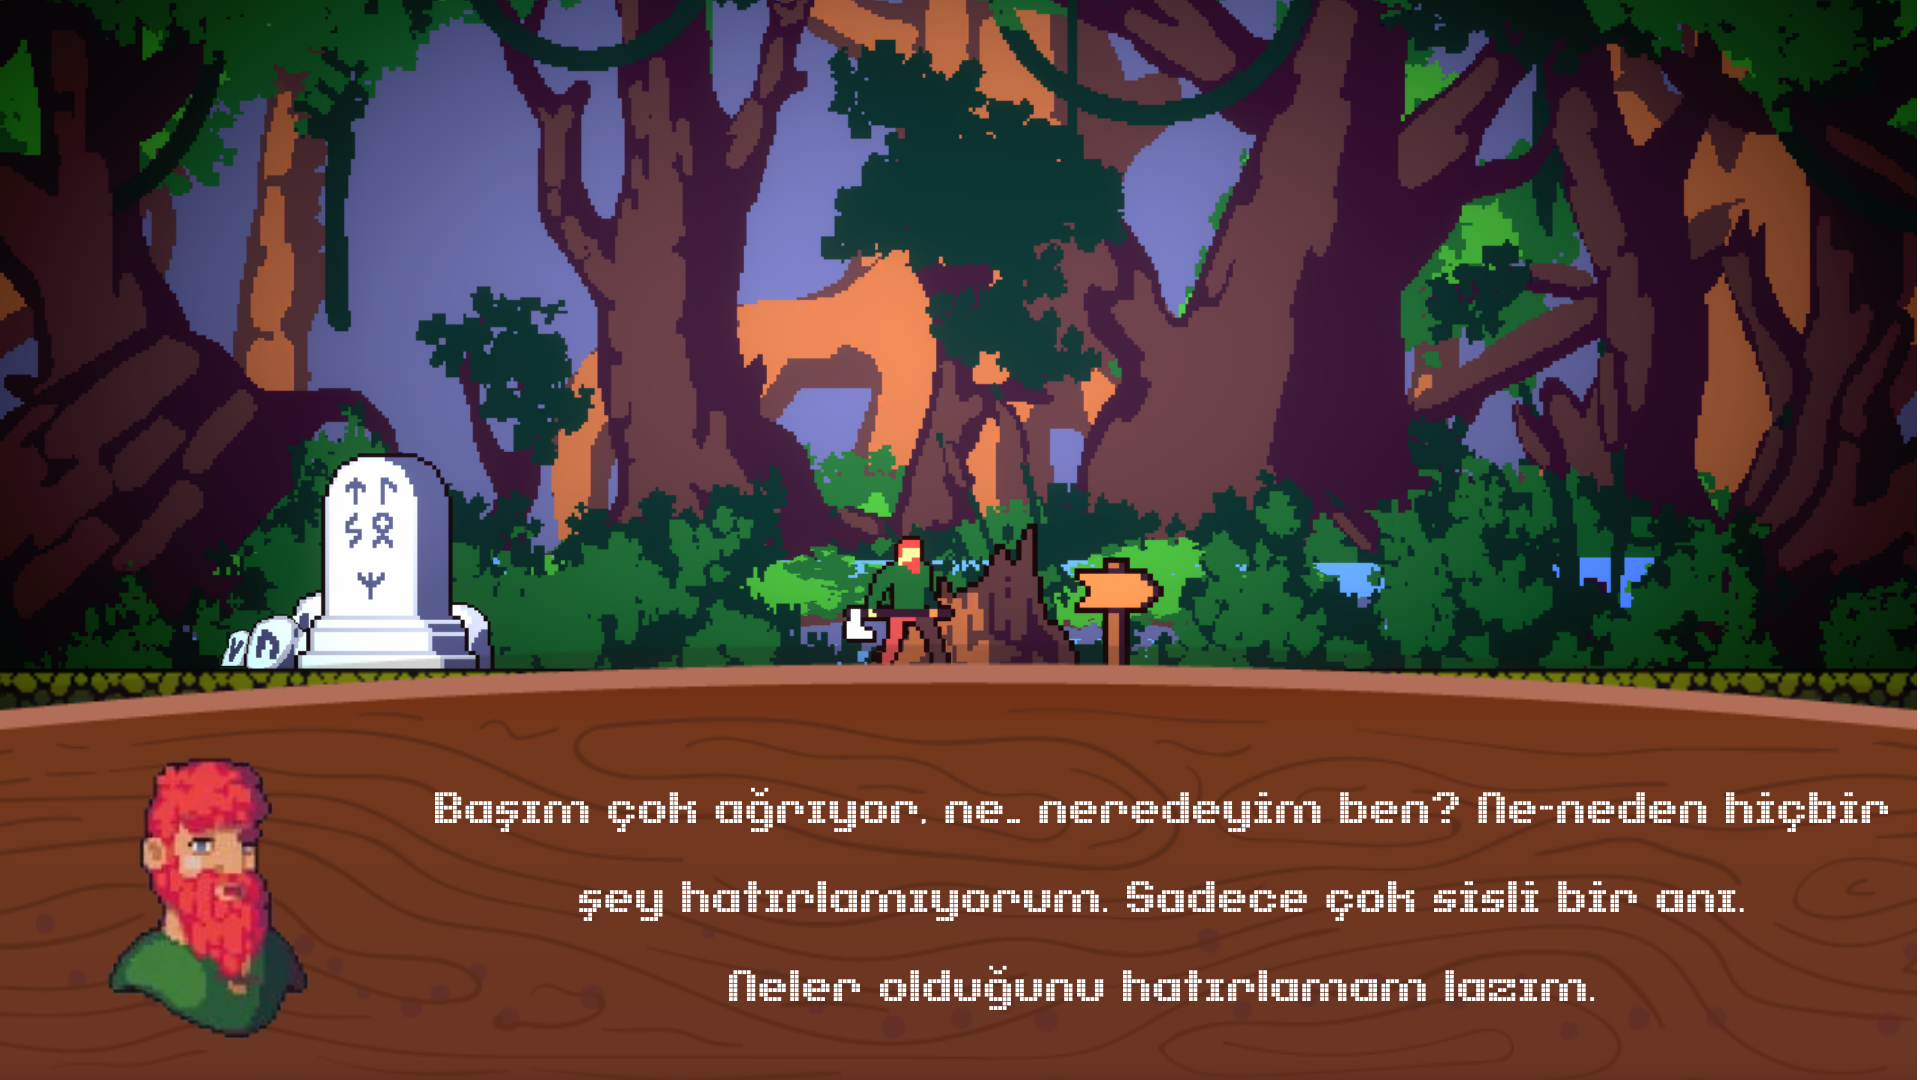 Başım çok ağrıyor, ne.. neredeyim ben? Ne-neden hiçbir
şey hatırlamıyorum. Sadece çok sisli bir anı.
Neler olduğunu hatırlamam lazım.